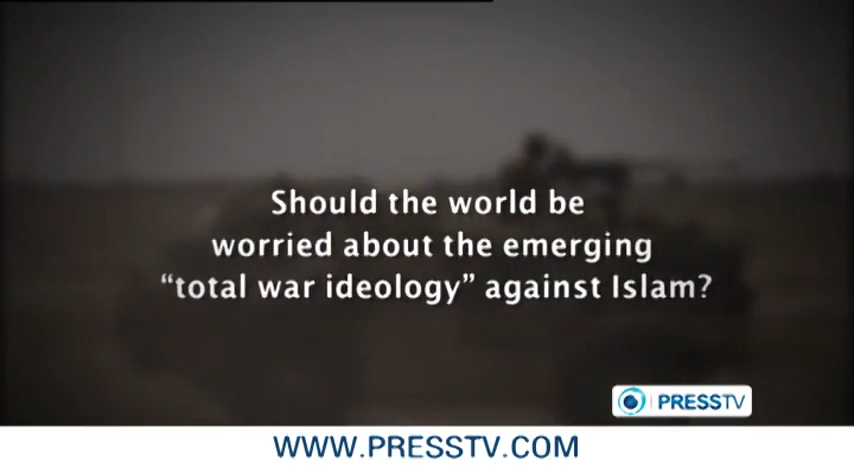 Should the world be
worried about the emerging
“total war ideology” against Islam?
PRESSTV
WWW.PRESSTV.COM